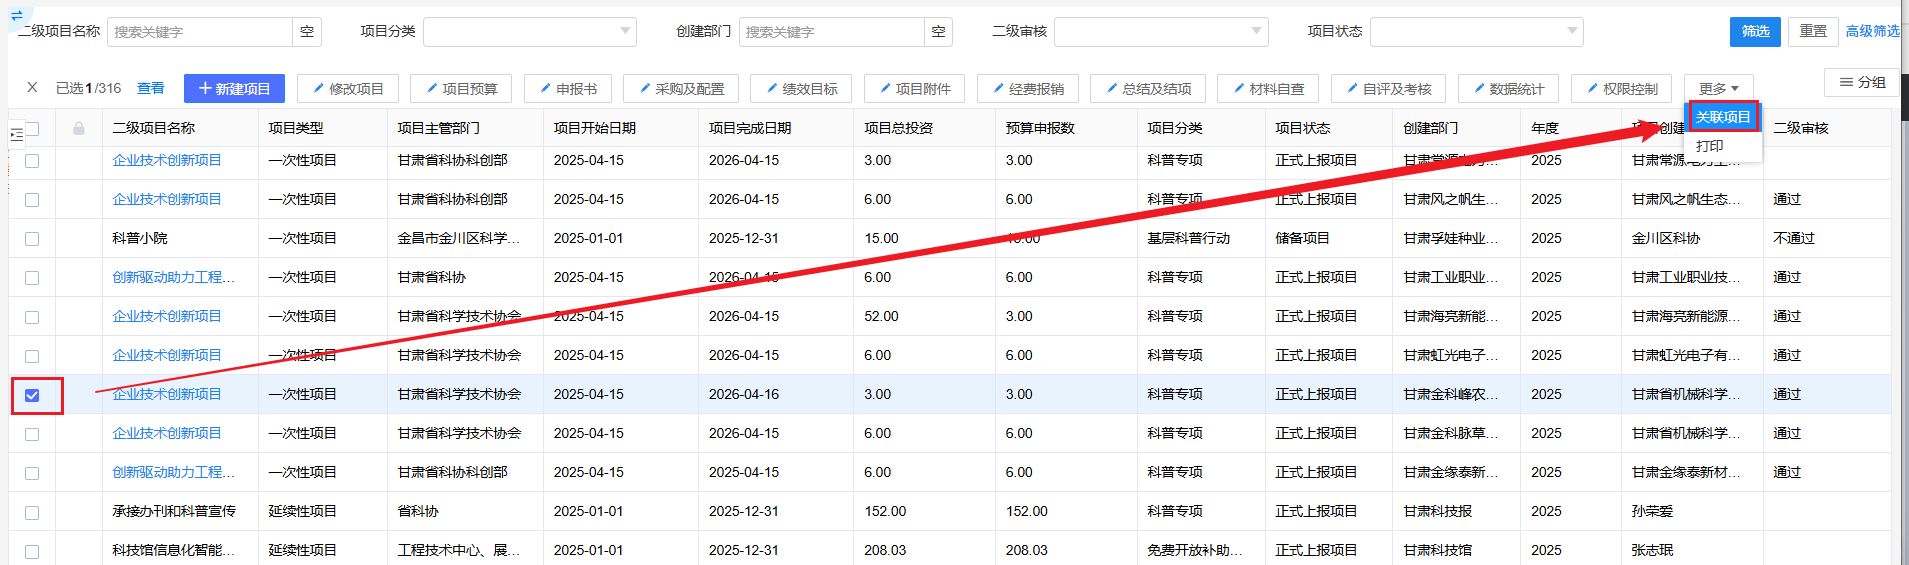 二级项目名称 搜索关键字 空 项目分类 创建部门 搜索关键字 空 二级审核 项目状态 筛选 重置 高级筛选
X 已选1/316 查看 新建项目 修改项目 项目预算 申报书 采购及配置 绩效目标 项目附件 经费报销 总结及结项 材料自查 自评及考核 数据统计 权限控制 更多 分组
关联项目
打印
二级项目名称 项目类型 项目主管部门 项目开始日期 项目完成日期 项目总投资 预算申报数 项目分类 项目状态 创建部门 年度 项目创建 二级审核
企业技术创新项目 一次性项目 甘肃省科协科创部 2025-04-15 2026-04-15 3.00 3.00 科普专项 正式上报项目 甘肃常源电力... 2025 甘肃常源电力工...
企业技术创新项目 一次性项目 甘肃省科协科创部 2025-04-15 2026-04-15 6.00 6.00 科普专项 正式上报项目 甘肃风之帆生... 2025 甘肃风之帆生态... 通过
科普小院 一次性项目 金昌市金川区科学... 2025-01-01 2025-12-31 15.00 15.00 基层科普行动 储备项目 甘肃孚娃种业... 2025 金川区科协 不通过
创新驱动助力工程... 一次性项目 甘肃省科协 2025-04-15 2026-04-15 6.00 6.00 科普专项 正式上报项目 甘肃工业职业... 2025 甘肃工业职业技... 通过
企业技术创新项目 一次性项目 甘肃省科学技术协会 2025-04-15 2026-04-15 52.00 3.00 科普专项 正式上报项目 甘肃海亮新能... 2025 甘肃海亮新能源... 通过
企业技术创新项目 一次性项目 甘肃省科学技术协会 2025-04-15 2026-04-15 6.00 6.00 科普专项 正式上报项目 甘肃虹光电子... 2025 甘肃虹光电子有... 通过
企业技术创新项目 一次性项目 甘肃省科学技术协会 2025-04-15 2026-04-16 3.00 3.00 科普专项 正式上报项目 甘肃金科峰农... 2025 甘肃省机械科学... 通过
企业技术创新项目 一次性项目 甘肃省科学技术协会 2025-04-15 2026-04-15 6.00 6.00 科普专项 正式上报项目 甘肃金科脉草... 2025 甘肃省机械科学... 通过
创新驱动助力工程... 一次性项目 甘肃省科协科创部 2025-04-15 2026-04-15 6.00 6.00 科普专项 正式上报项目 甘肃金缘泰新... 2025 甘肃金缘泰新材... 通过
承接办刊和科普宣传 延续性项目 省科协 2025-01-01 2025-12-31 152.00 152.00 科普专项 正式上报项目 甘肃科技报 2025 孙荣爱
科技馆信息化智能... 延续性项目 工程技术中心、展... 2025-01-01 2025-12-31 208.03 208.03 免费开放补助... 正式上报项目 甘肃科技馆 2025 张志珉